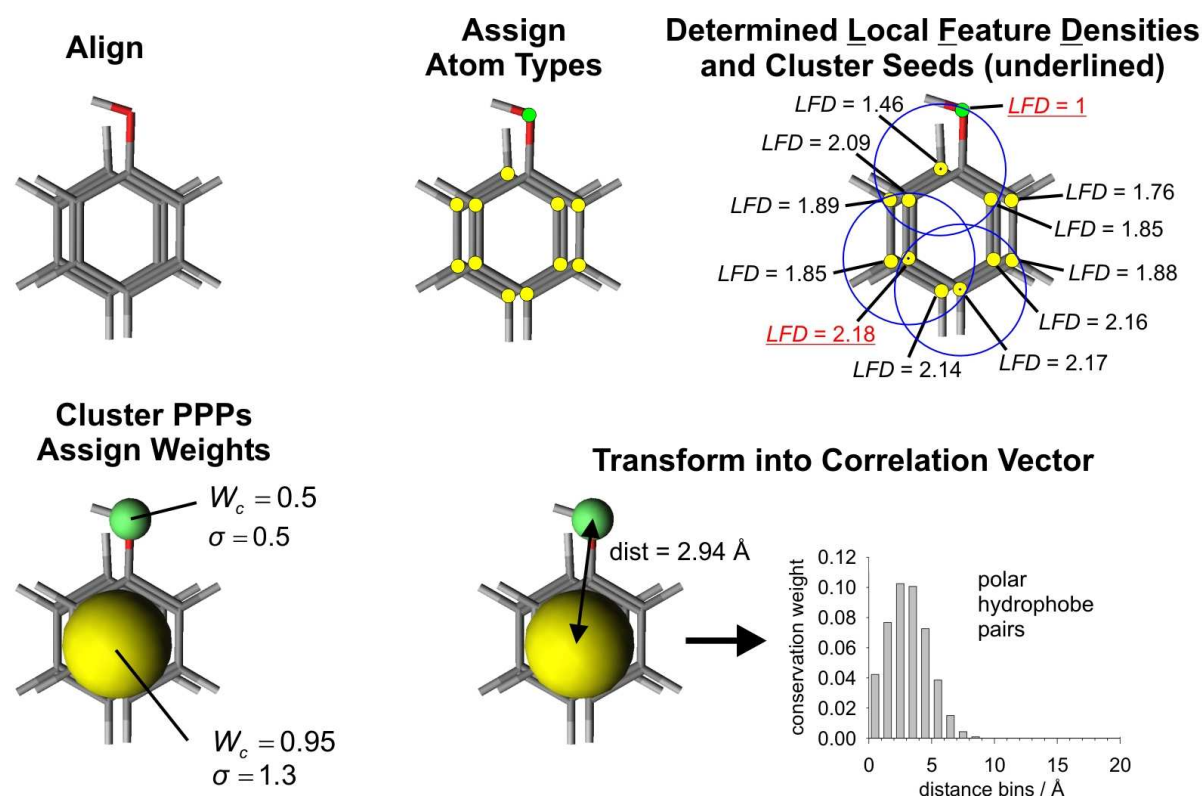 Align
Assign
Atom Types
Determined Local Feature Densities
and Cluster Seeds (underlined)
LFD = 1.46
LFD = 1
LFD = 2.09
LFD = 1.89
LFD = 1.76
LFD = 1.85
LFD = 1.85
LFD = 1.88
LFD = 2.18
LFD = 2.16
LFD = 2.14
LFD = 2.17
Cluster PPPs
Assign Weights
W_c = 0.5
σ = 0.5
W_c = 0.95
σ = 1.3
Transform into Correlation Vector
dist = 2.94 Å
conservation weight
0.12
0.10
0.08
0.06
0.04
0.02
0.00
polar
hydrophobe
pairs
0 5 10 15 20
distance bins / Å